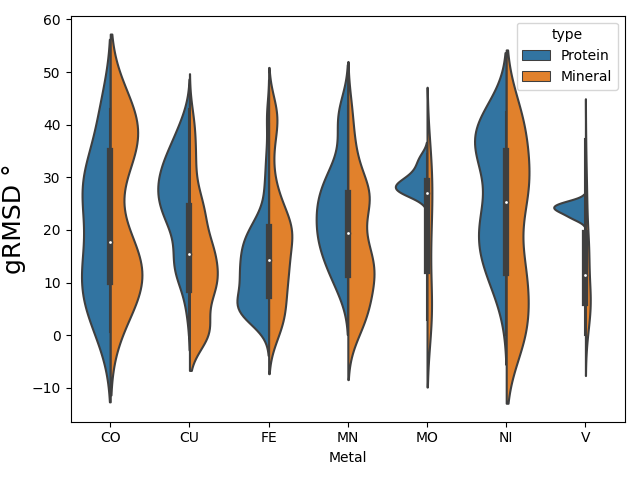 60
50
40
30
20
10
0
−10
gRMSD °
CO CU FE MN MO NI V
Metal
type
Protein
Mineral